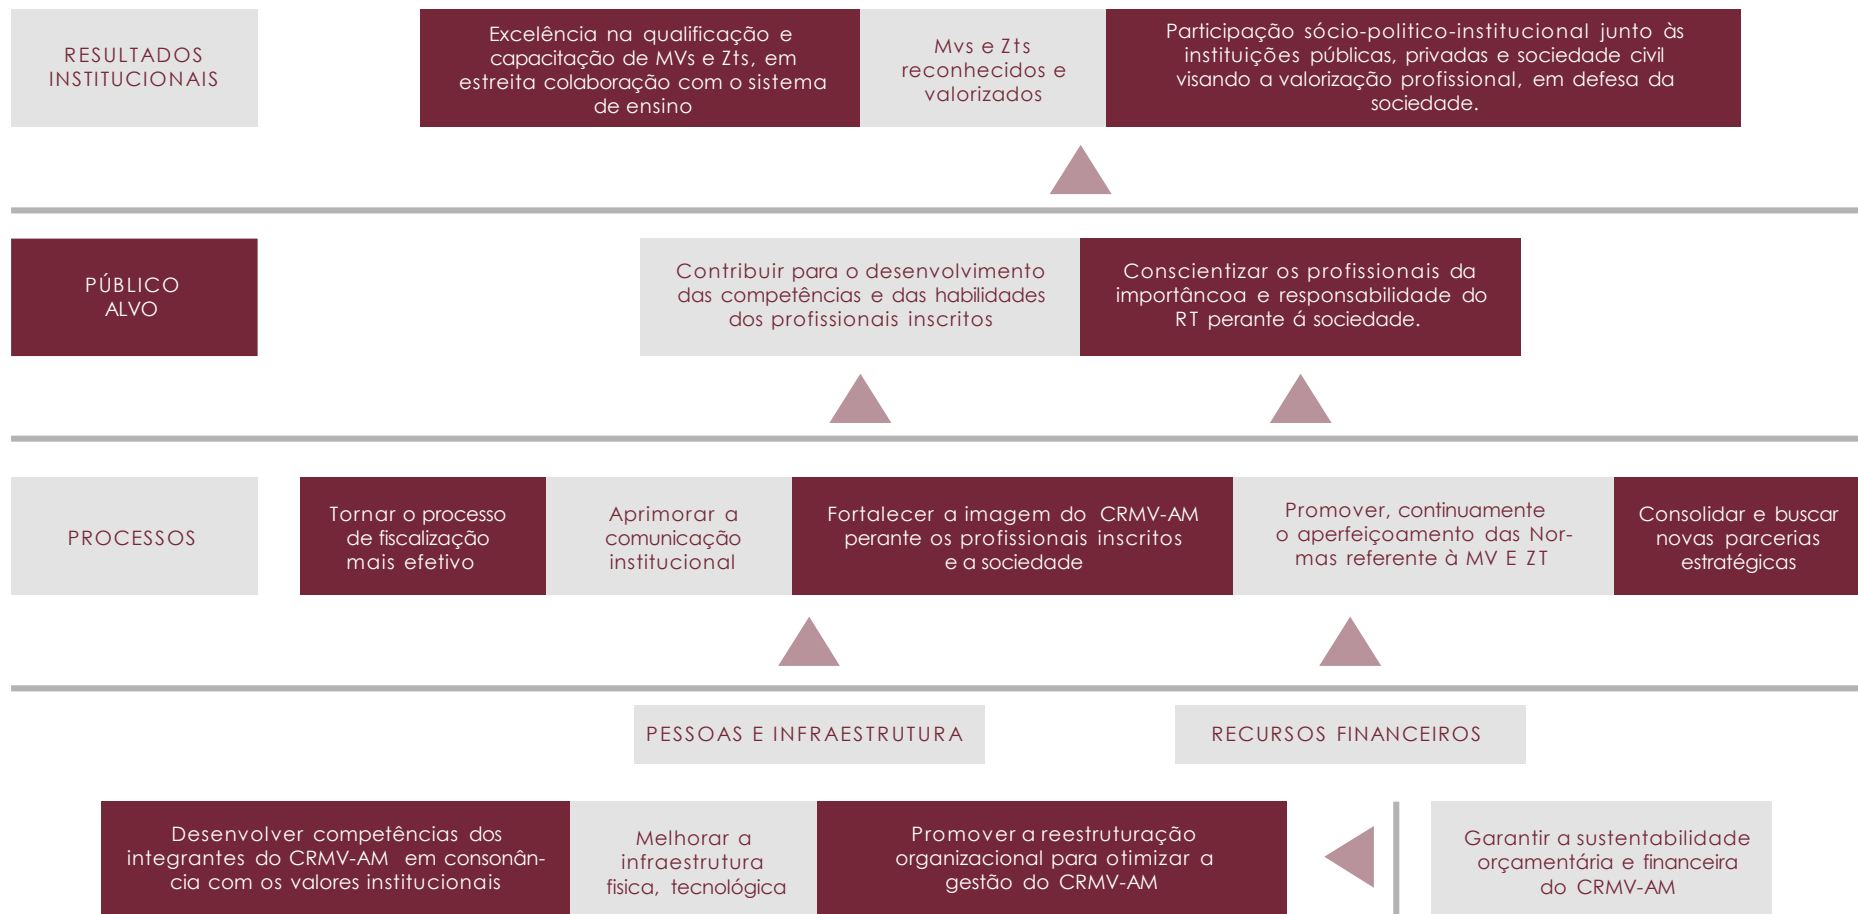 RESULTADOS
INSTITUCIONAIS
Excelência na qualificação e
capacitação de MVs e Zts, em
estreita colaboração com o sistema
de ensino
Mvs e Zts
reconhecidos e
valorizados
Participação sócio-politico-institucional junto às
instituições públicas, privadas e sociedade civil
visando a valorização profissional, em defesa da
sociedade.
PÚBLICO
ALVO
Contribuir para o desenvolvimento
das competências e das habilidades
dos profissionais inscritos
Conscientizar os profissionais da
importâncoa e responsabilidade do
RT perante á sociedade.
PROCESSOS
Tornar o processo
de fiscalização
mais efetivo
Aprimorar a
comunicação
institucional
Fortalecer a imagem do CRMV-AM
perante os profissionais inscritos
e a sociedade
Promover, continuamente
o aperfeiçoamento das Nor-
mas referente à MV E ZT
Consolidar e buscar
novas parcerias
estratégicas
PESSOAS E INFRAESTRUTURA
RECURSOS FINANCEIROS
Desenvolver competências dos
integrantes do CRMV-AM em consonân-
cia com os valores institucionais
Melhorar a
infraestrutura
fisica, tecnológica
Promover a reestruturação
organizacional para otimizar a
gestão do CRMV-AM
Garantir a sustentabilidade
orçamentária e financeira
do CRMV-AM